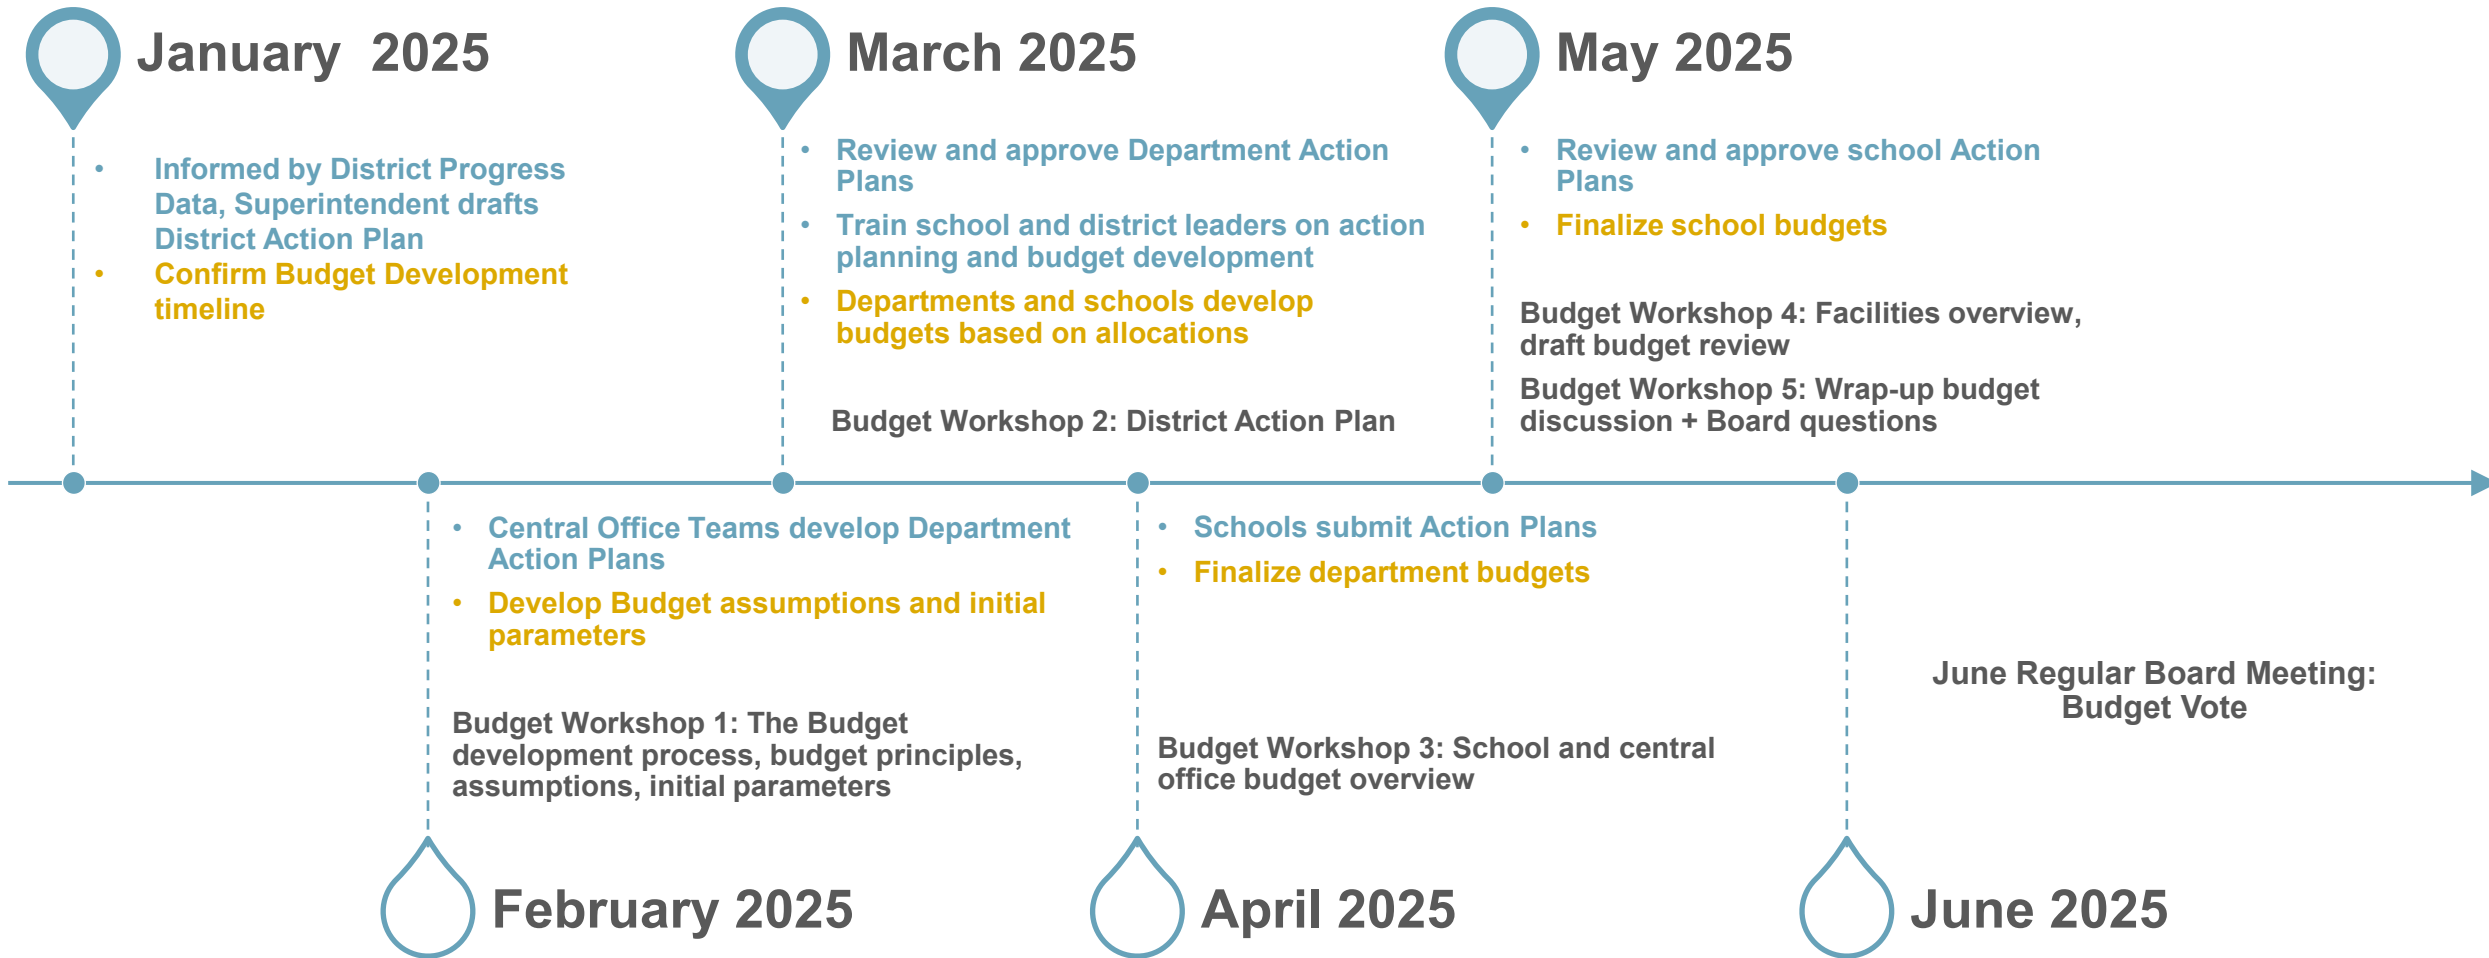 January  2025
• Informed by District Progress
Data, Superintendent drafts
District Action Plan
• Confirm Budget Development
timeline
March 2025
• Review and approve Department Action
Plans
• Train school and district leaders on action
planning and budget development
• Departments and schools develop
budgets based on allocations
Budget Workshop 2: District Action Plan
May 2025
• Review and approve school Action
Plans
• Finalize school budgets
Budget Workshop 4: Facilities overview,
draft budget review
Budget Workshop 5: Wrap-up budget
discussion + Board questions
• Central Office Teams develop Department
Action Plans
• Develop Budget assumptions and initial
parameters
Budget Workshop 1: The Budget
development process, budget principles,
assumptions, initial parameters
February 2025
• Schools submit Action Plans
• Finalize department budgets
Budget Workshop 3: School and central
office budget overview
April 2025
June Regular Board Meeting:
Budget Vote
June 2025